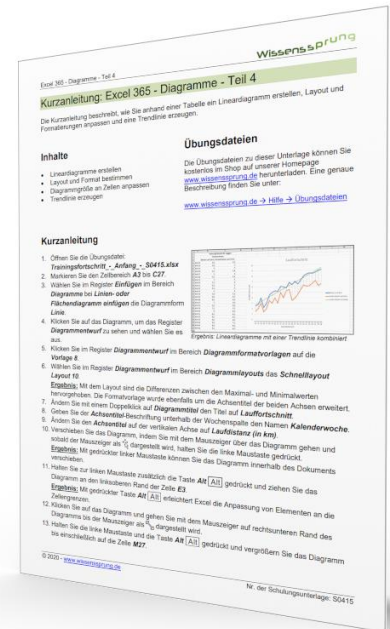 Wissenssprung
Excel 365 - Diagramme - Teil 4
Kurzanleitung: Excel 365 - Diagramme - Teil 4
Die Kurzanleitung beschreibt, wie Sie anhand einer Tabelle ein Lineardiagramm erstellen, Layout und
Formatierungen anpassen und eine Trendlinie erzeugen.
Inhalte
• Lineardiagramme erstellen
• Layout und Format bestimmen
• Diagrammgröße an Zellen anpassen
• Trendlinie erzeugen
Übungsdateien
Die Übungsdateien zu dieser Unterlage können Sie
kostenlos im Shop auf unserer Homepage
www.wissenssprung.de herunterladen. Eine genaue
Beschreibung finden Sie unter:
www.wissenssprung.de → Hilfe → Übungsdateien
Kurzanleitung
1. Öffnen Sie die Übungsdatei:
Trainingsfortschritt_-_Anfang_-_S0415.xlsx
2. Markieren Sie den Zellbereich A3 bis C27.
3. Wählen Sie im Register Einfügen im Bereich
Diagramme bei Linien- oder
Flächendiagramm einfügen die Diagrammform
Linie.
4. Klicken Sie auf das Diagramm, um das Register
Diagrammentwurf zu sehen und wählen Sie es
aus.
Ergebnis: Lineardiagramme mit einer Trendlinie kombiniert
5. Klicken Sie im Register Diagrammentwurf im Bereich Diagrammformatvorlagen auf die
Vorlage 8.
6. Wählen Sie im Register Diagrammentwurf im Bereich Diagrammlayouts das Schnelllayout
Layout 10.
Ergebnis: Mit dem Layout sind die Differenzen zwischen den Maximal- und Minimalwerten
hervorgehoben. Die Formatvorlage wurde ebenfalls um die Achsentitel der beiden Achsen erweitert.
7. Ändern Sie mit einem Doppelklick auf Diagrammtitel den Titel auf Lauffortschritt.
8. Geben Sie der Achsentitel-Beschriftung unterhalb der Wochenspalte den Namen Kalenderwoche.
9. Ändern Sie den Achsentitel auf der vertikalen Achse auf Laufdistanz (in km).
10. Verschieben Sie das Diagramm, indem Sie mit dem Mauszeiger über das Diagramm gehen und
sobald der Mauszeiger als dargestellt wird, halten Sie die linke Maustaste gedrückt.
Ergebnis: Mit gedrückter linker Maustaste können Sie das Diagramm innerhalb des Dokuments
verschieben.
11. Halten Sie zur linken Maustaste zusätzlich die Taste Alt Alt gedrückt und ziehen Sie das
Diagramm an den linksoberen Rand der Zelle E3.
Ergebnis: Mit gedrückter Taste Alt Alt erleichtert Excel die Anpassung von Elementen an die
Zellengrenzen.
12. Klicken Sie auf das Diagramm und gehen Sie mit dem Mauszeiger auf rechtsunteren Rand des
Diagramms bis der Mauszeiger als dargestellt wird.
13. Halten Sie die linke Maustaste und die Taste Alt Alt gedrückt und vergrößern Sie das Diagramm
bis einschließlich auf die Zelle M27.
© 2020 - www.wissenssprung.de
Nr. der Schulungsunterlage: S0415